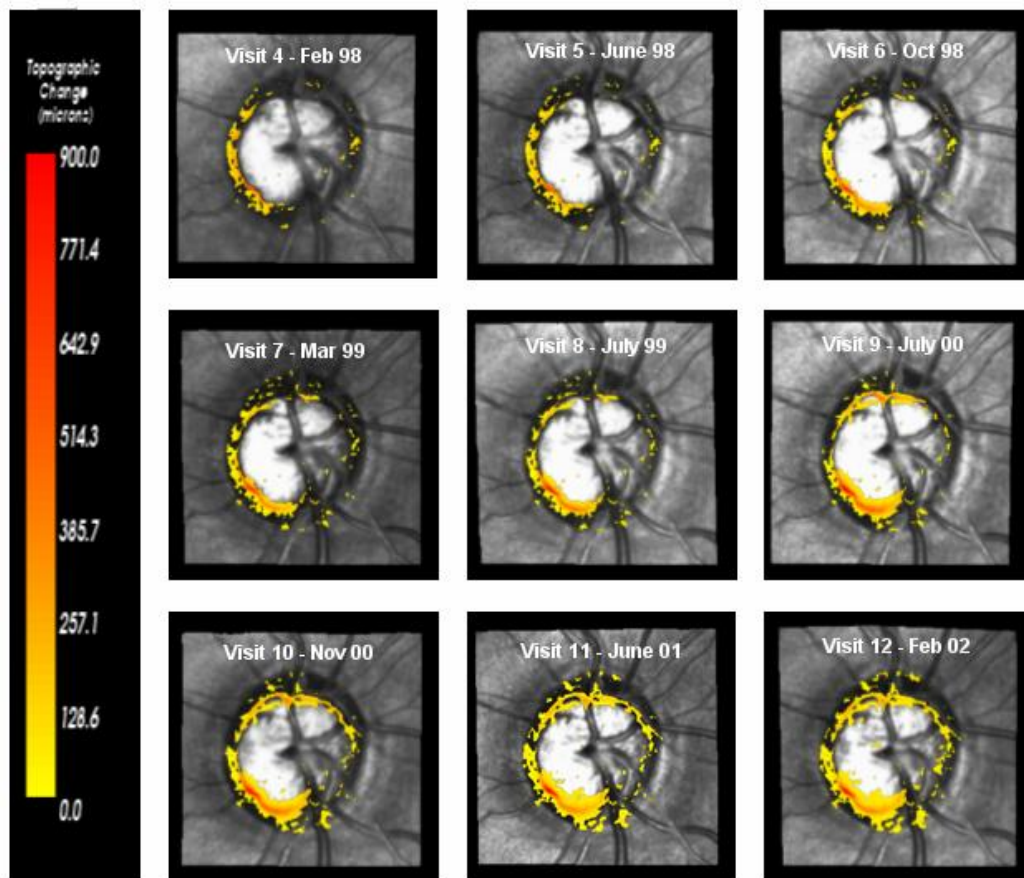 Topographic
Change
(microns)
900.0
771.4
642.9
514.3
385.7
257.1
128.6
0.0
Visit 4 - Feb 98
Visit 5 - June 98
Visit 6 - Oct 98
Visit 7 - Mar 99
Visit 8 - July 99
Visit 9 - July 00
Visit 10 - Nov 00
Visit 11 - June 01
Visit 12 - Feb 02